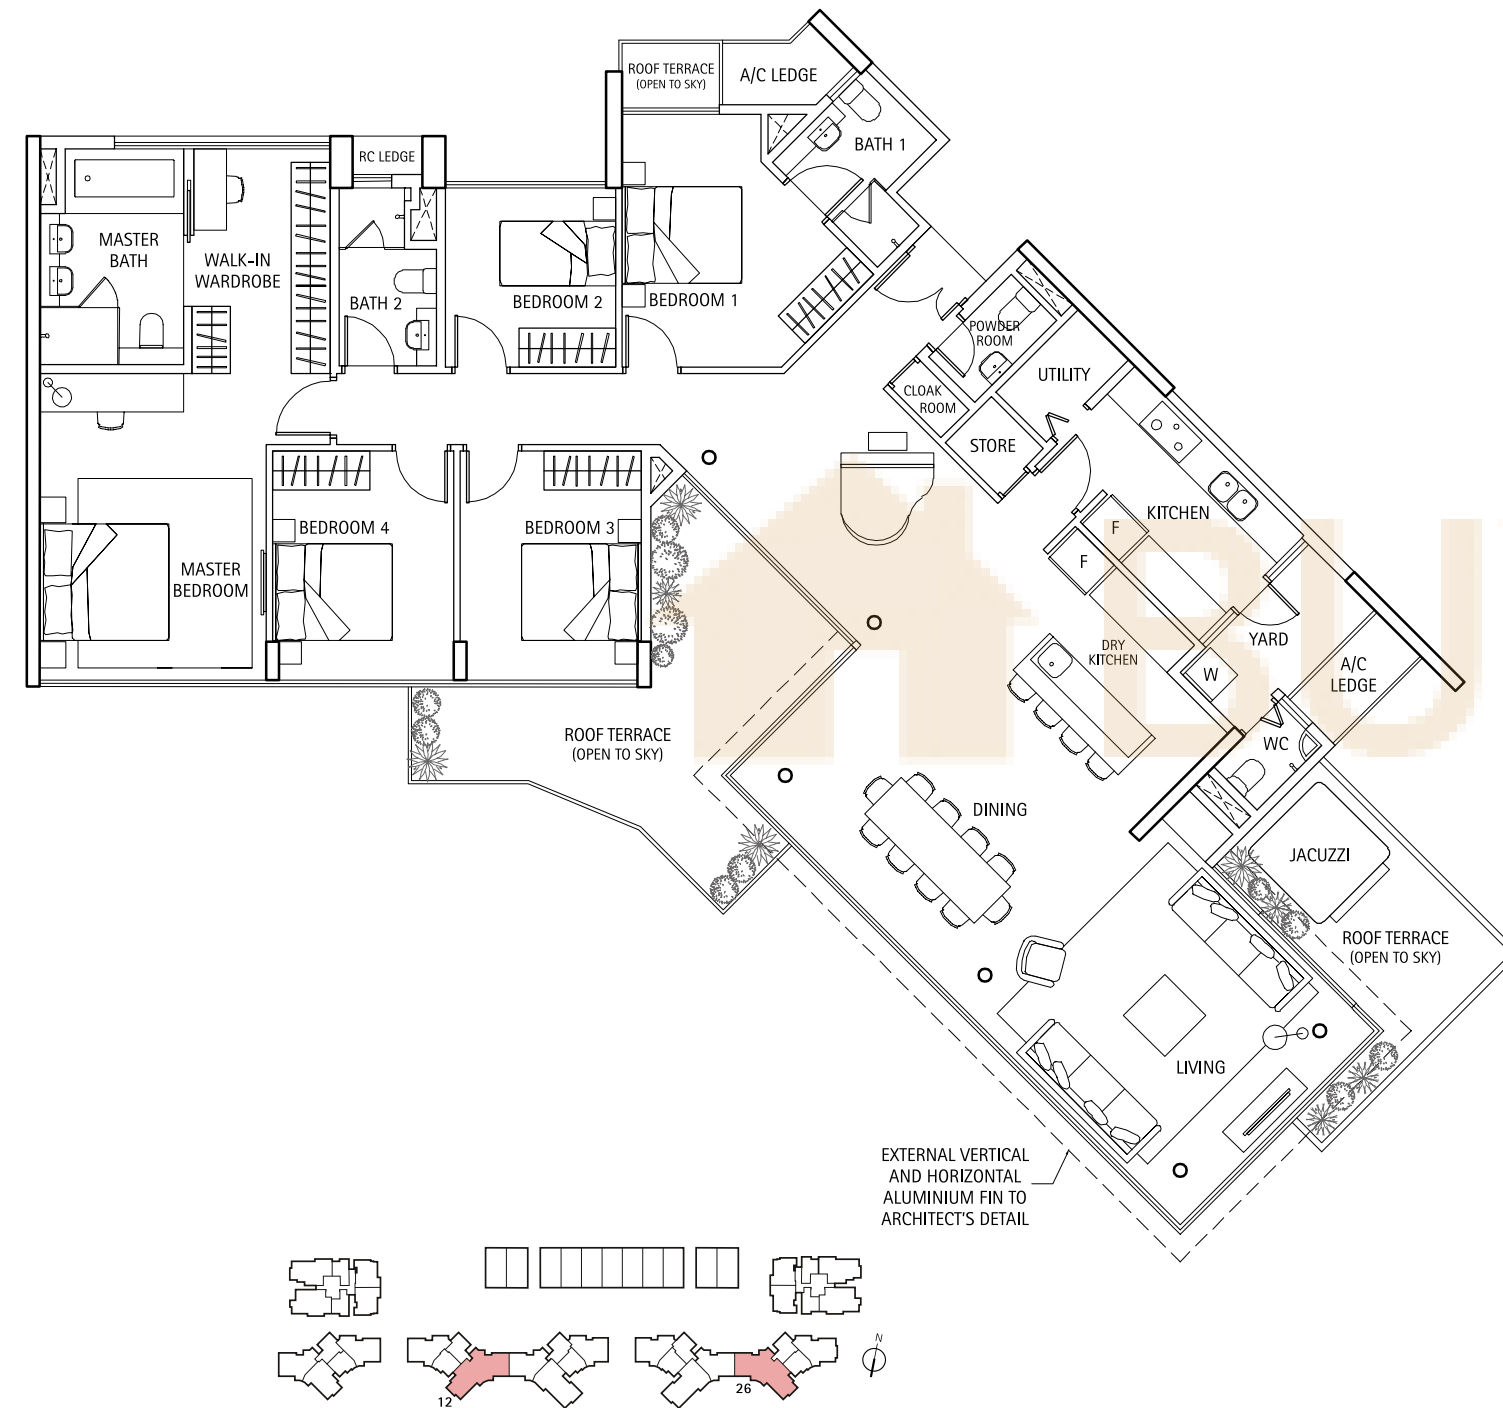 ROOF TERRACE
(OPEN TO SKY)
A/C LEDGE
BATH 1
RC LEDGE
MASTER
BATH
WALK-IN
WARDROBE
BATH 2
BEDROOM 2
BEDROOM 1
POWDER
ROOM
UTILITY
CLOAK
ROOM
STORE
KITCHEN
F
F
BEDROOM 4
BEDROOM 3
MASTER
BEDROOM
DRY
KITCHEN
YARD
W
A/C
LEDGE
WC
ROOF TERRACE
(OPEN TO SKY)
DINING
JACUZZI
ROOF TERRACE
(OPEN TO SKY)
LIVING
EXTERNAL VERTICAL
AND HORIZONTAL
ALUMINIUM FIN TO
ARCHITECT'S DETAIL
BU
N
12
26